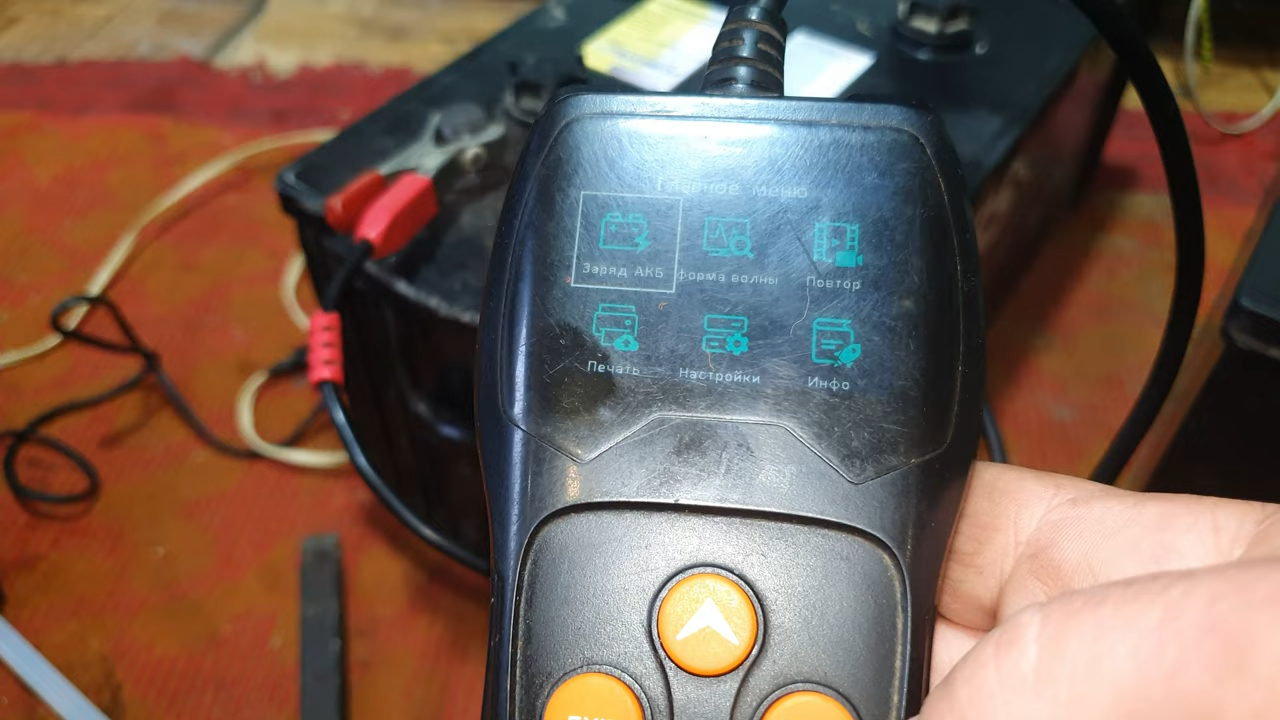 Главное меню
Заряд АКБ форма волны Повтор
Печать Настройки Инфо